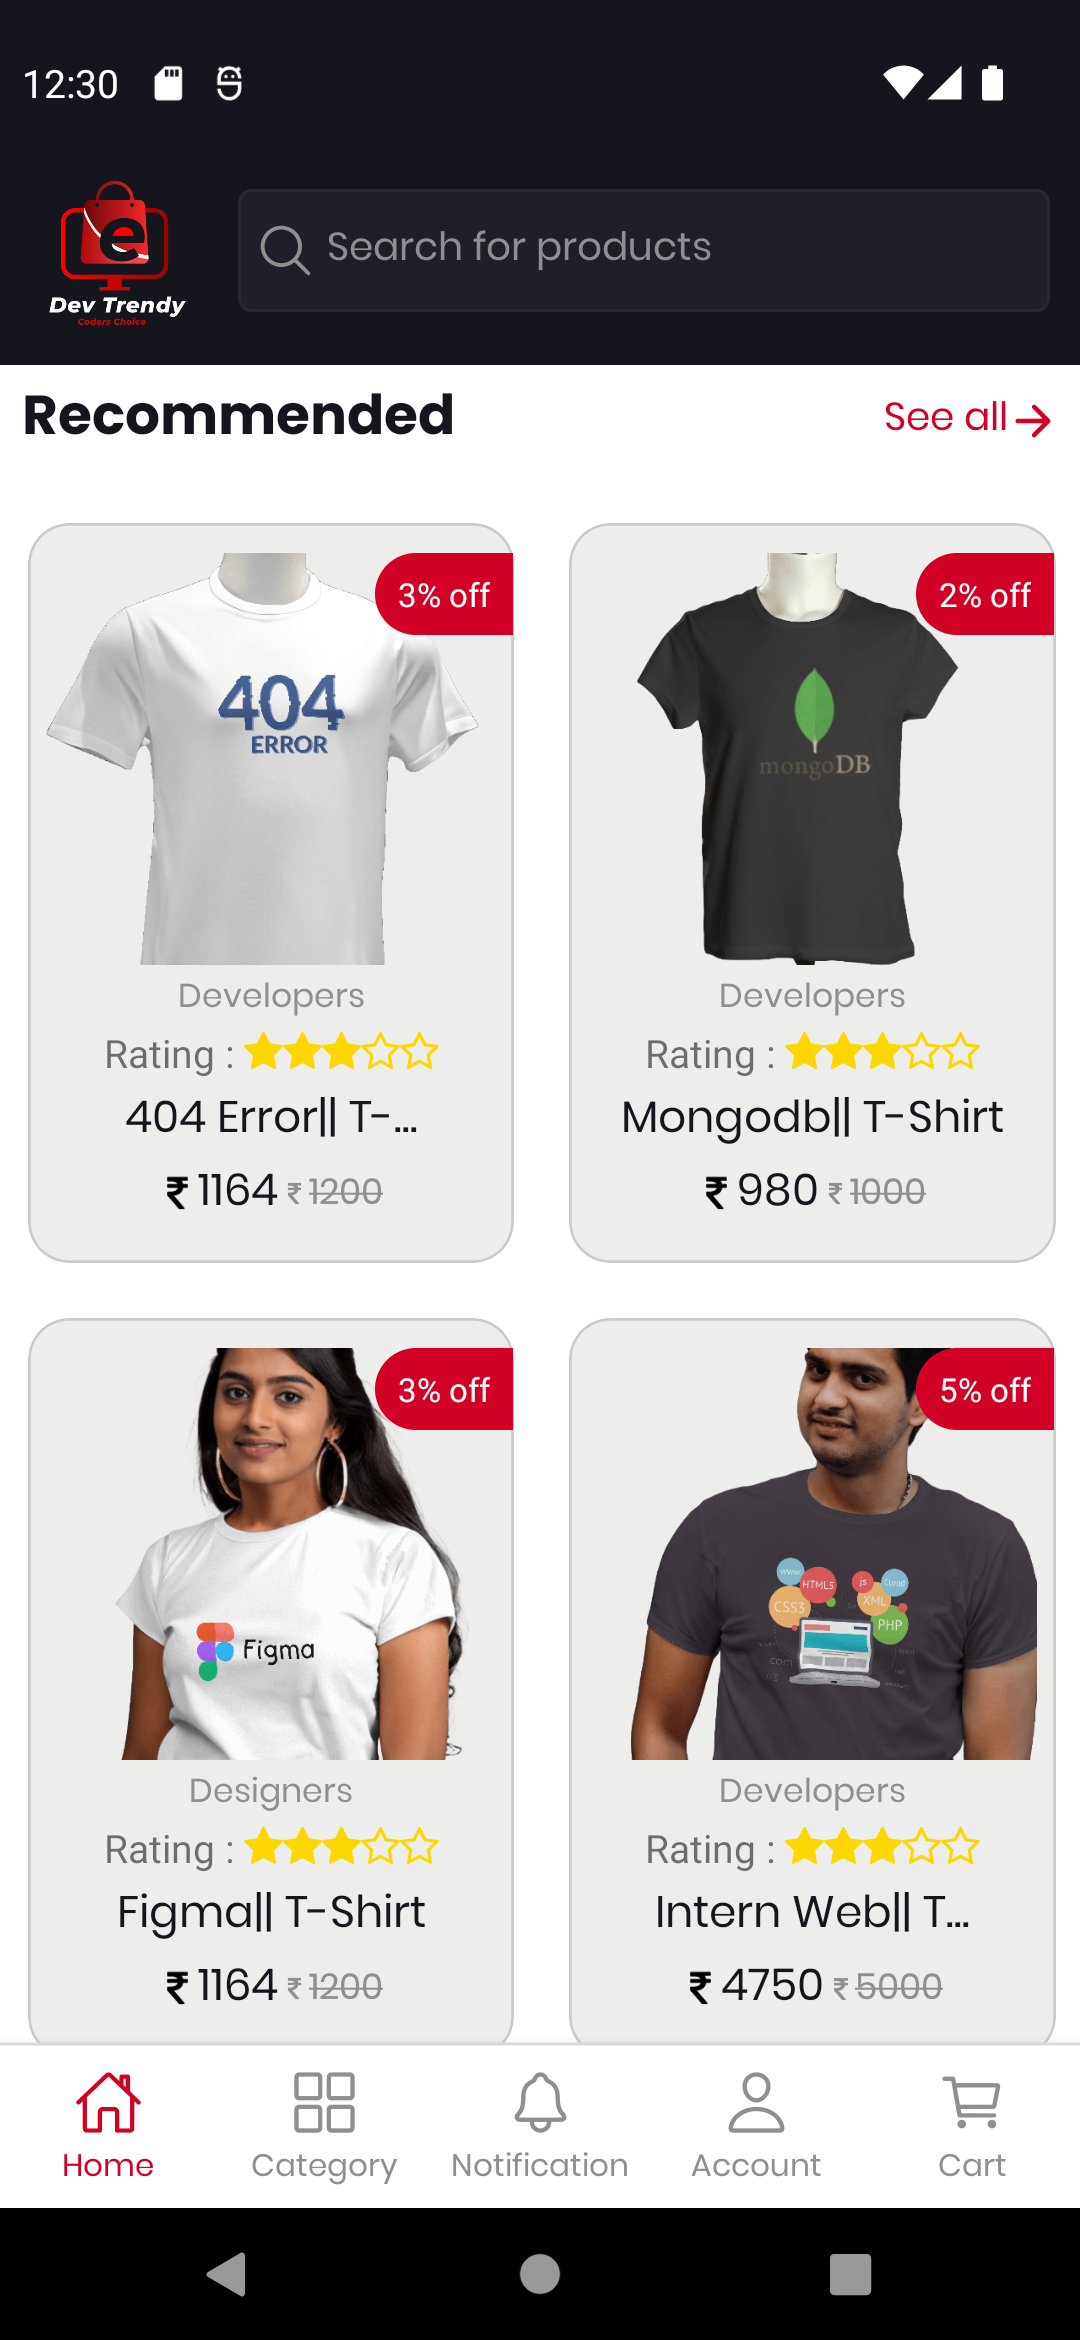 12:30
e
Dev Trendy
Coders Choice
Search for products
Recommended
See all
3% off
404
ERROR
Developers
Rating :
404 Error|| T-...
₹ 1164 ₹ 1200
2% off
mongoDB
Developers
Rating :
Mongodb|| T-Shirt
₹ 980 ₹ 1000
3% off
Figma
Designers
Rating :
Figma|| T-Shirt
₹ 1164 ₹ 1200
5% off
www
HTML5
js
Cloud
CSS3
XML
PHP
.com
org
Developers
Rating :
Intern Web|| T...
₹ 4750 ₹ 5000
Home
Category
Notification
Account
Cart